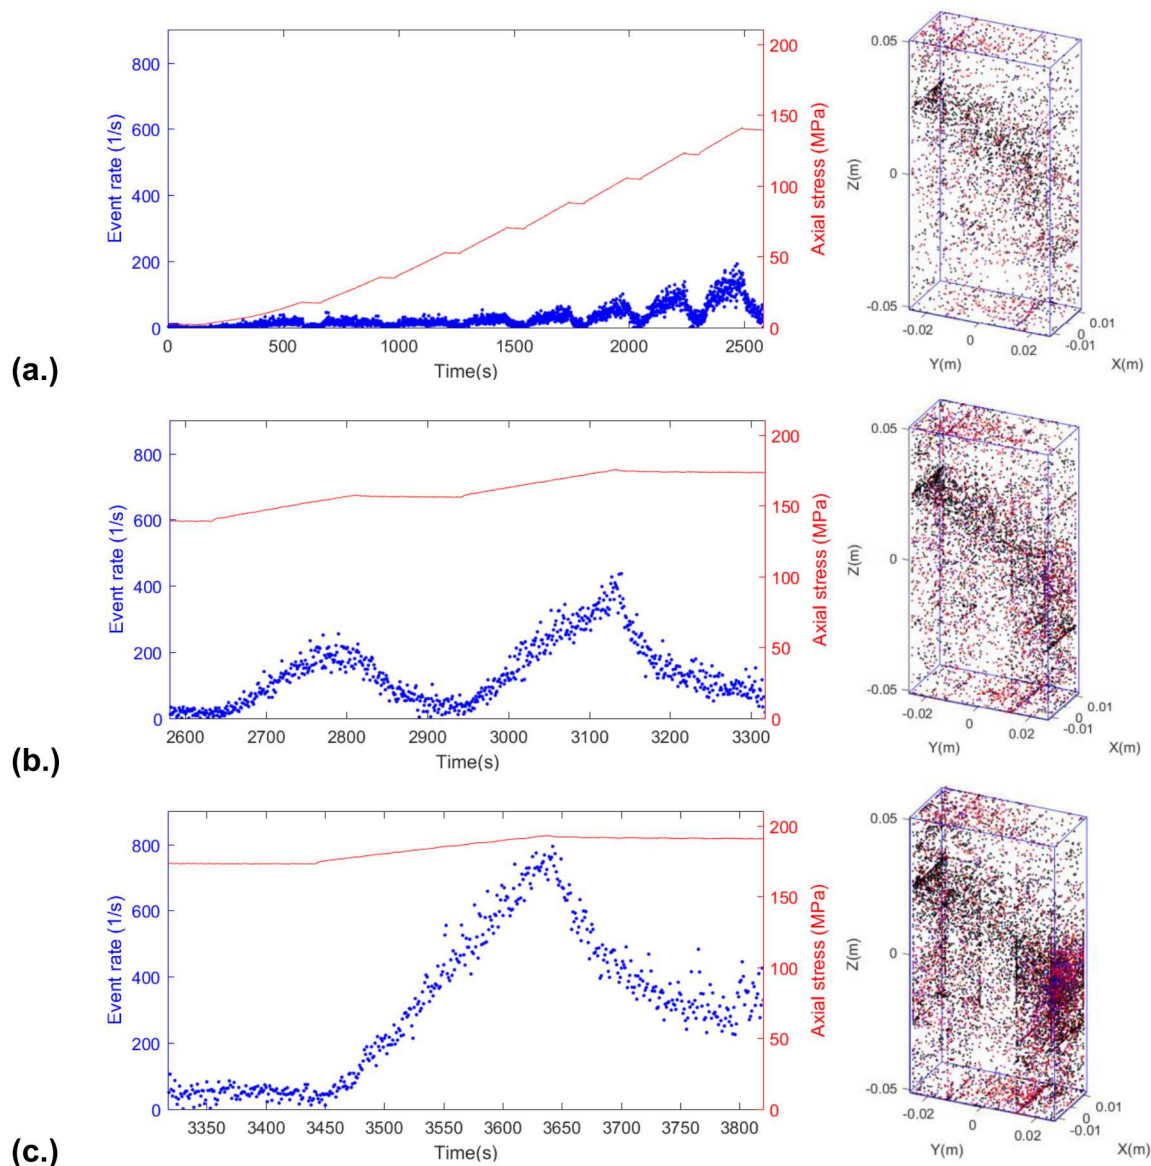 800
600
400
200
0
Event rate (1/s)
200
150
100
50
0
Axial stress (MPa)
0 500 1000 1500 2000 2500
Time(s)
0.05
0
-0.05
Z(m)
-0.02 0 0.02
Y(m)
0.01
0
-0.01
X(m)
(a.)
800
600
400
200
0
Event rate (1/s)
200
150
100
50
0
Axial stress (MPa)
2600 2700 2800 2900 3000 3100 3200 3300
Time(s)
0.05
0
-0.05
Z(m)
-0.02 0 0.02
Y(m)
0.01
0
-0.01
X(m)
(b.)
800
600
400
200
0
Event rate (1/s)
200
150
100
50
0
Axial stress (MPa)
3350 3400 3450 3500 3550 3600 3650 3700 3750 3800
Time(s)
0.05
0
-0.05
Z(m)
-0.02 0 0.02
Y(m)
0.01
0
-0.01
X(m)
(c.)